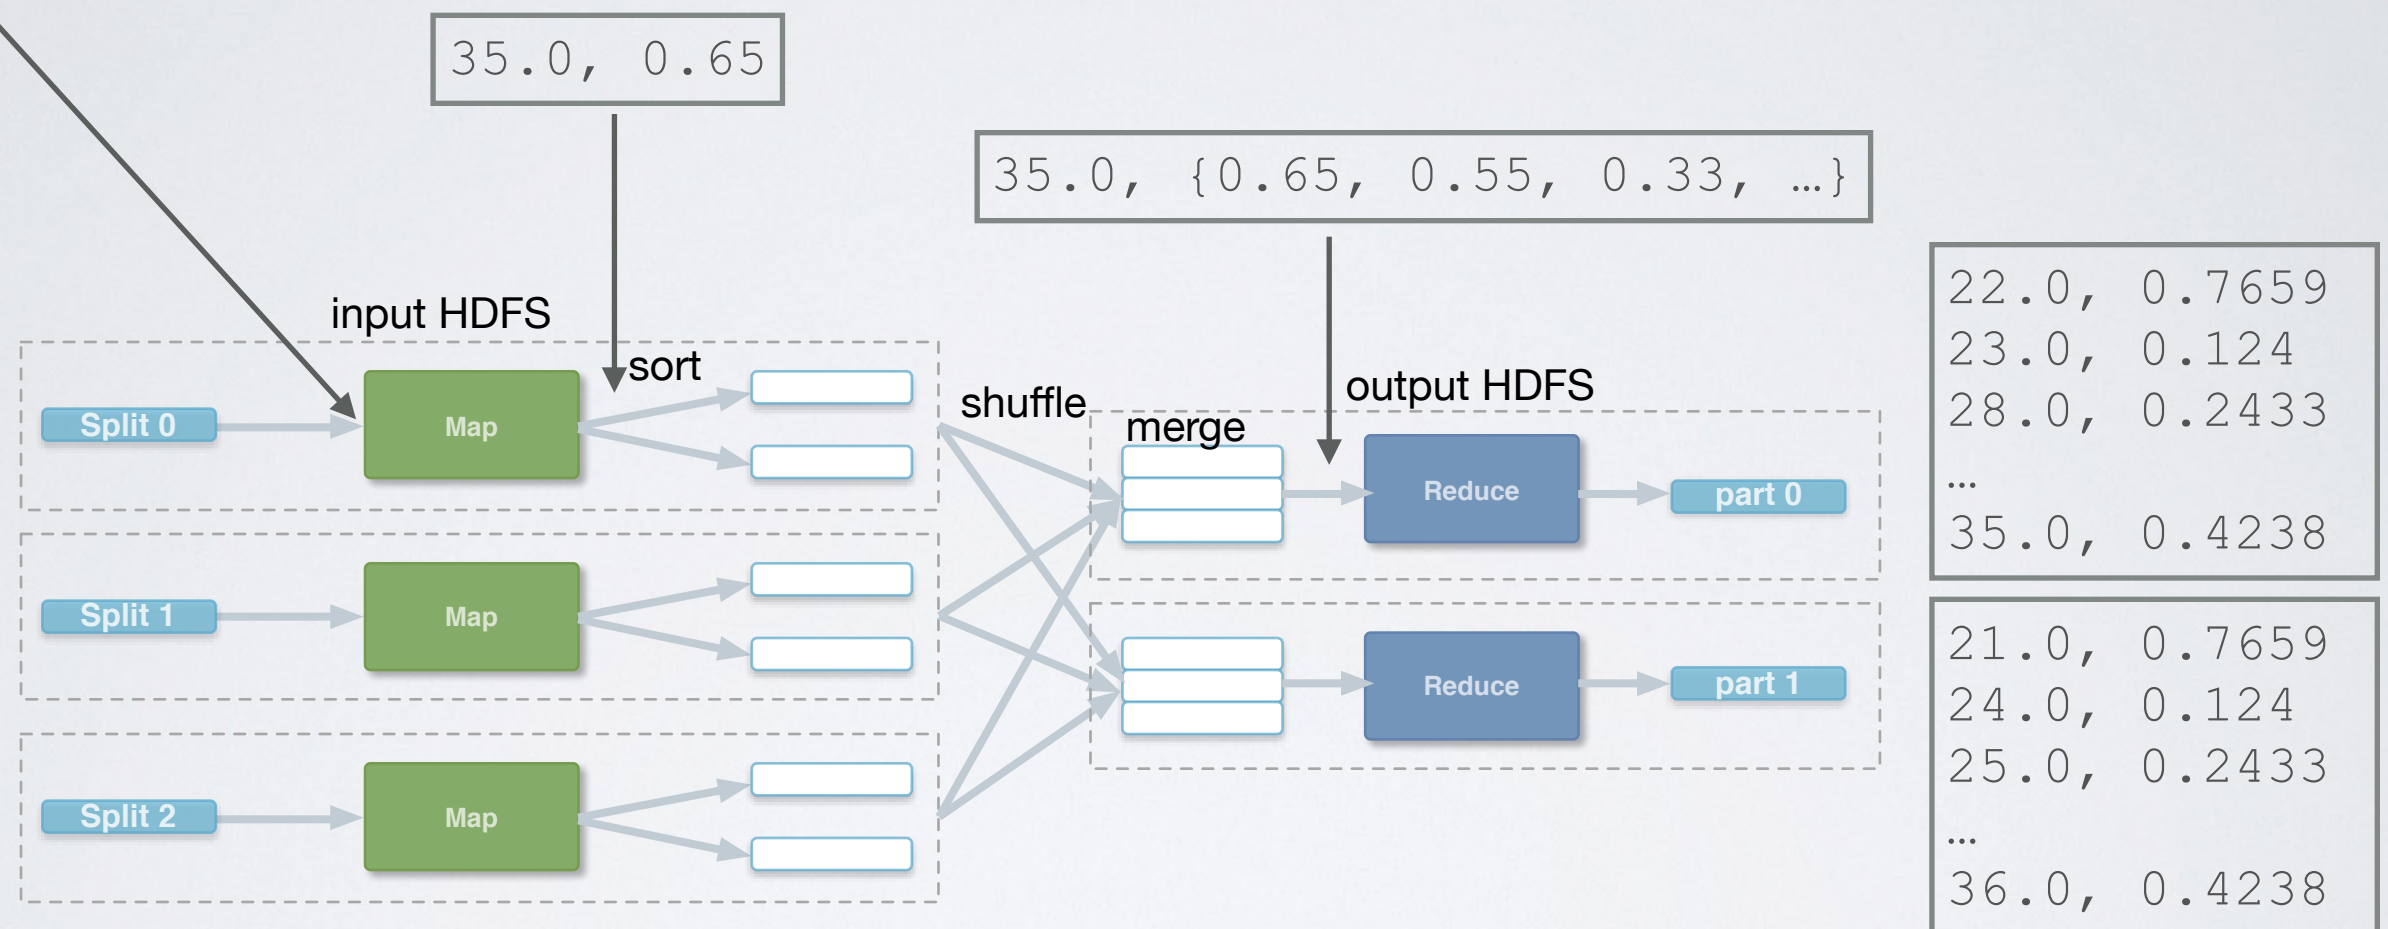 35.0, 0.65
35.0, {0.65, 0.55, 0.33, …}
input HDFS
sort
shuffle
merge
output HDFS
Split 0
Map
Reduce
part 0
Split 1
Map
Reduce
part 1
Split 2
Map
22.0, 0.7659
23.0, 0.124
28.0, 0.2433
…
35.0, 0.4238
21.0, 0.7659
24.0, 0.124
25.0, 0.2433
…
36.0, 0.4238